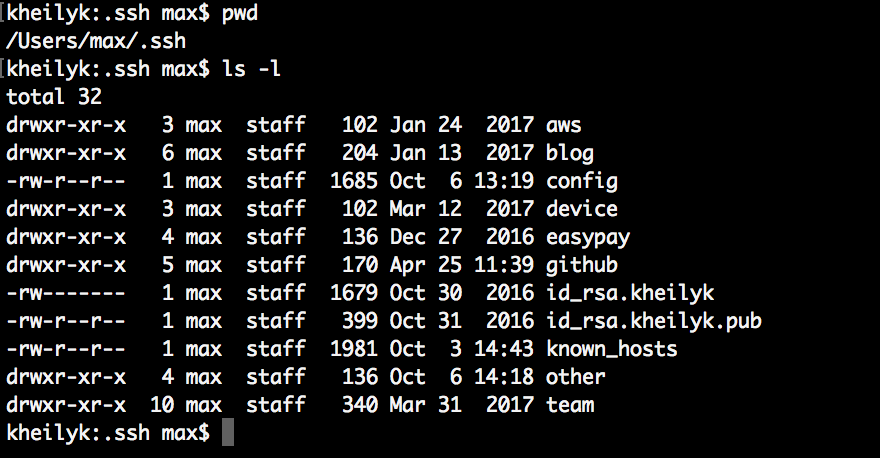 [kheilyk:.ssh max$ pwd
/Users/max/.ssh
[kheilyk:.ssh max$ ls -l
total 32
drwxr-xr-x   3 max  staff   102 Jan 24  2017 aws
drwxr-xr-x   6 max  staff   204 Jan 13  2017 blog
-rw-r--r--   1 max  staff  1685 Oct  6 13:19 config
drwxr-xr-x   3 max  staff   102 Mar 12  2017 device
drwxr-xr-x   4 max  staff   136 Dec 27  2016 easypay
drwxr-xr-x   5 max  staff   170 Apr 25 11:39 github
-rw-------   1 max  staff  1679 Oct 30  2016 id_rsa.kheilyk
-rw-r--r--   1 max  staff   399 Oct 31  2016 id_rsa.kheilyk.pub
-rw-r--r--   1 max  staff  1981 Oct  3 14:43 known_hosts
drwxr-xr-x   4 max  staff   136 Oct  6 14:18 other
drwxr-xr-x  10 max  staff   340 Mar 31  2017 team
kheilyk:.ssh max$